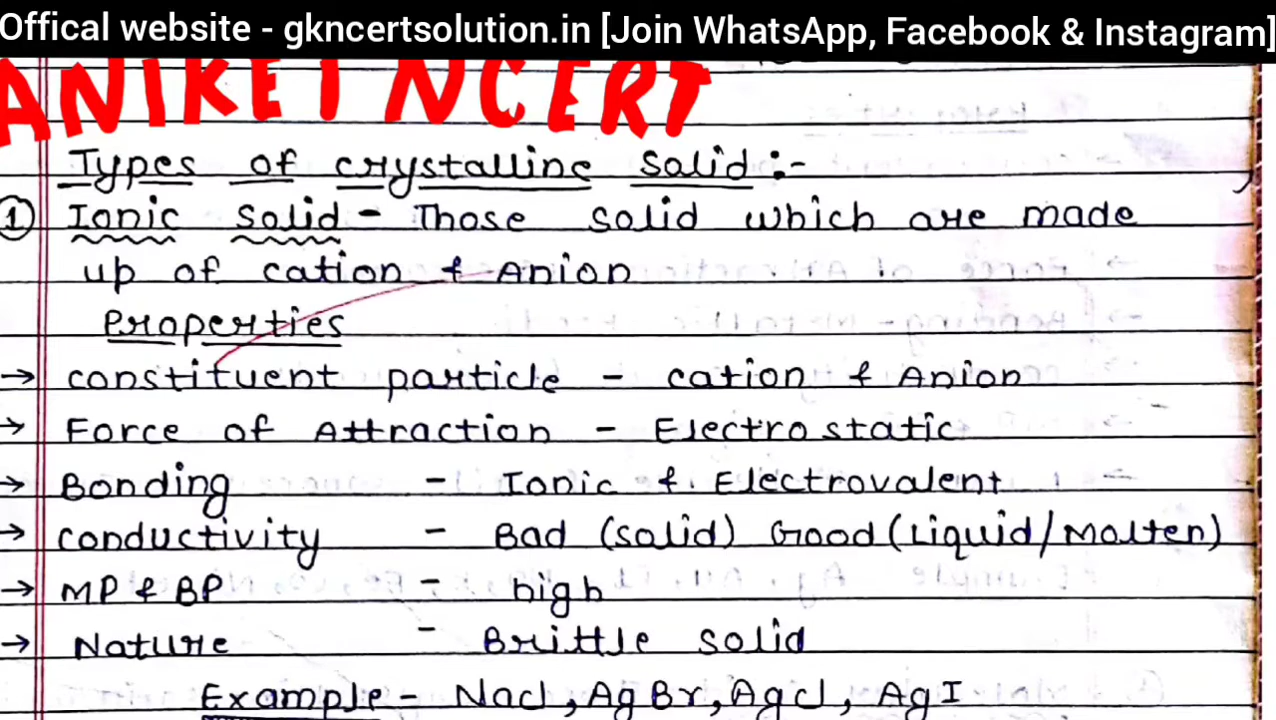 Offical website - gkncertsolution.in [Join WhatsApp, Facebook & Instagram]
ANIKET NCERT
Types of crystalline Solid :-
① Ionic Solid - Those solid which are made
up of cation & Anion
Properties
→ constituent particle - cation & Anion
→ Force of Attraction - Electrostatic
→ Bonding - Ionic & Electrovalent
→ Conductivity - Bad (solid) Good (Liquid/Molten)
→ MP & BP - high
→ Nature - Brittle solid
Example - Nacl, AgBr, Agcl, AgI